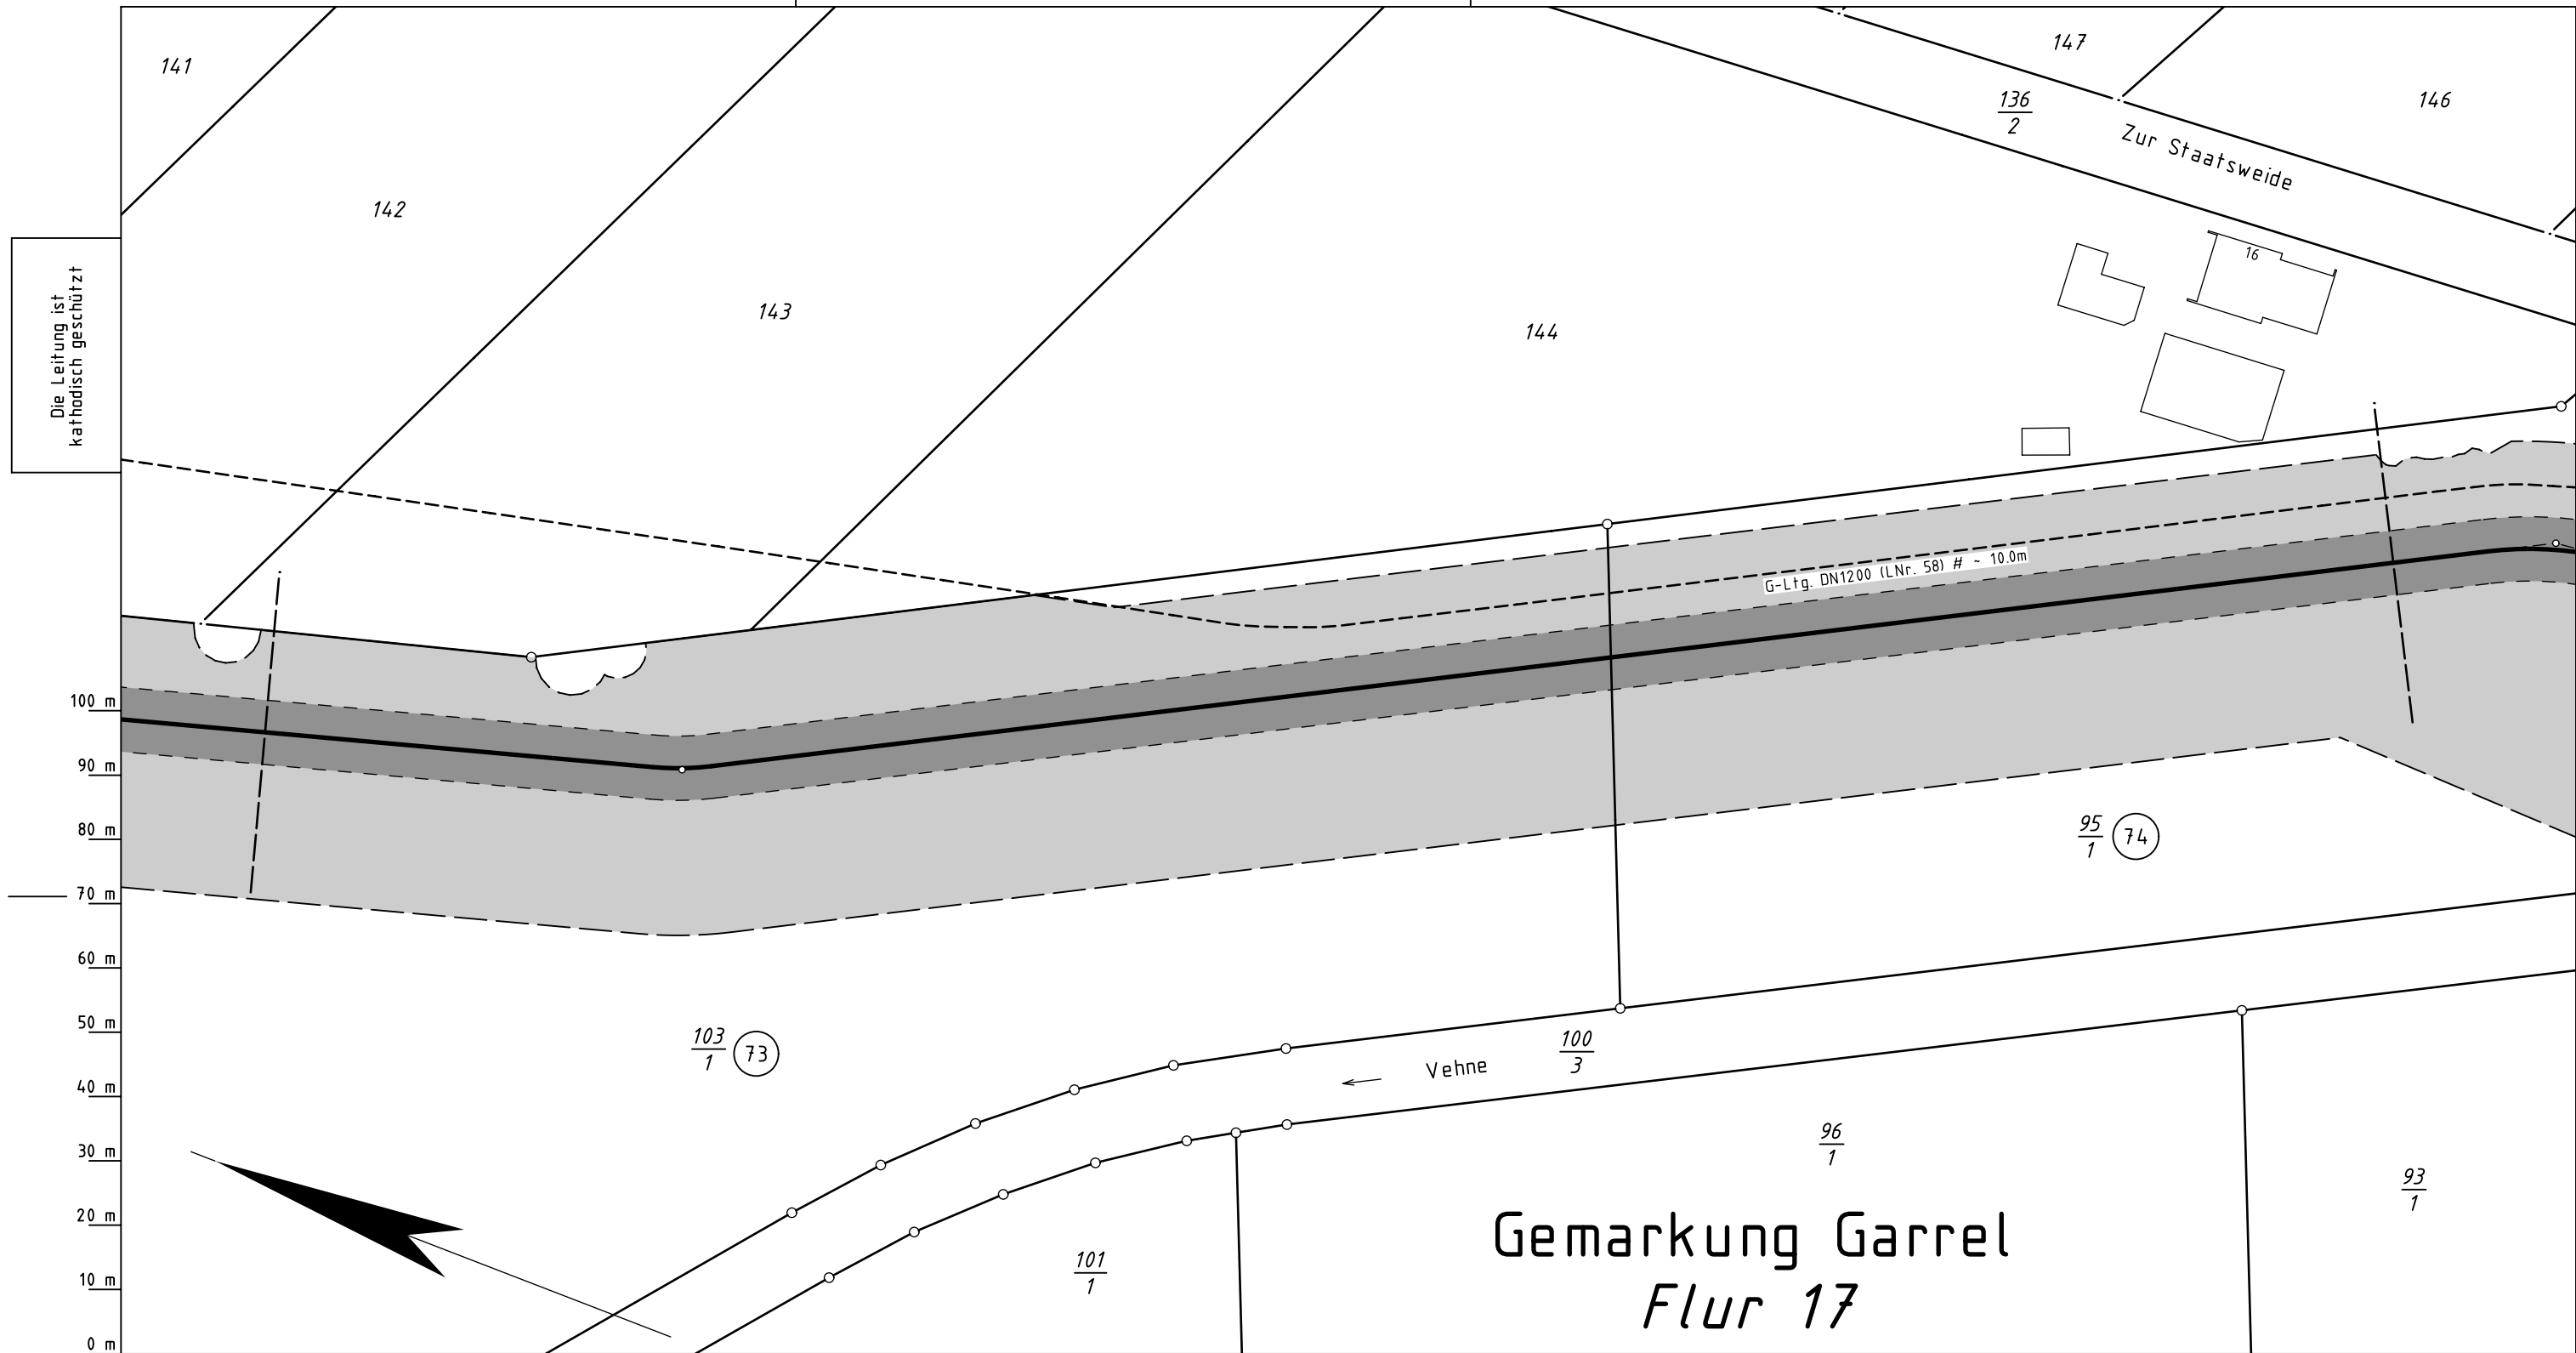 141
142
143
144
147
146
136
2
Zur Staatsweide
16
Die Leitung ist
kathodisch geschützt
G-Ltg. DN1200 (LNr. 58) # ~ 10.0m
100 m
90 m
80 m
70 m
60 m
50 m
40 m
30 m
20 m
10 m
0 m
95
1
74
103
1
73
100
3
Vehne
96
1
93
1
101
1
Gemarkung Garrel
Flur 17